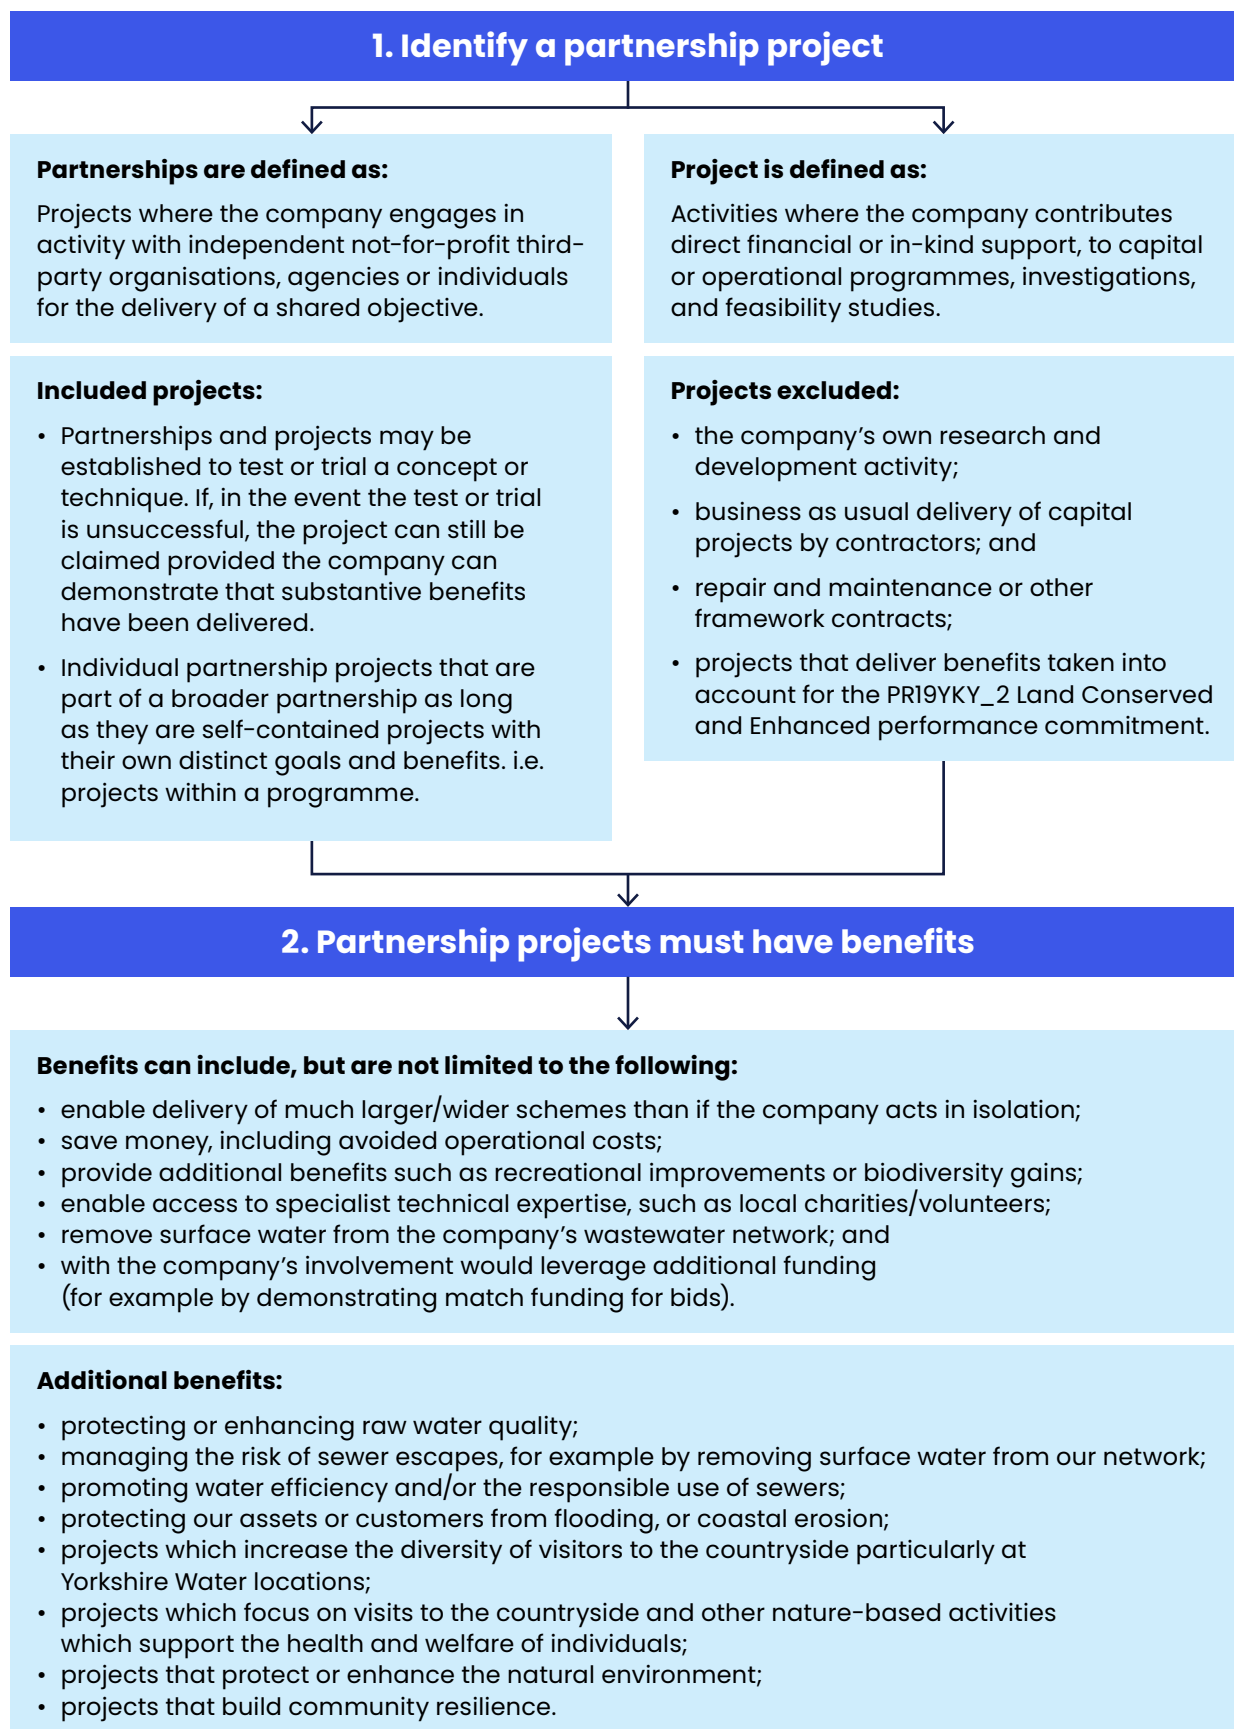 1. Identify a partnership project
Partnerships are defined as:
Projects where the company engages in
activity with independent not-for-profit third-
party organisations, agencies or individuals
for the delivery of a shared objective.
Project is defined as:
Activities where the company contributes
direct financial or in-kind support, to capital
or operational programmes, investigations,
and feasibility studies.
Included projects:
• Partnerships and projects may be
established to test or trial a concept or
technique. If, in the event the test or trial
is unsuccessful, the project can still be
claimed provided the company can
demonstrate that substantive benefits
have been delivered.
• Individual partnership projects that are
part of a broader partnership as long
as they are self-contained projects with
their own distinct goals and benefits. i.e.
projects within a programme.
Projects excluded:
• the company’s own research and
development activity;
• business as usual delivery of capital
projects by contractors; and
• repair and maintenance or other
framework contracts;
• projects that deliver benefits taken into
account for the PR19YKY_2 Land Conserved
and Enhanced performance commitment.
2. Partnership projects must have benefits
Benefits can include, but are not limited to the following:
• enable delivery of much larger/wider schemes than if the company acts in isolation;
• save money, including avoided operational costs;
• provide additional benefits such as recreational improvements or biodiversity gains;
• enable access to specialist technical expertise, such as local charities/volunteers;
• remove surface water from the company’s wastewater network; and
• with the company’s involvement would leverage additional funding
(for example by demonstrating match funding for bids).
Additional benefits:
• protecting or enhancing raw water quality;
• managing the risk of sewer escapes, for example by removing surface water from our network;
• promoting water efficiency and/or the responsible use of sewers;
• protecting our assets or customers from flooding, or coastal erosion;
• projects which increase the diversity of visitors to the countryside particularly at
Yorkshire Water locations;
• projects which focus on visits to the countryside and other nature-based activities
which support the health and welfare of individuals;
• projects that protect or enhance the natural environment;
• projects that build community resilience.